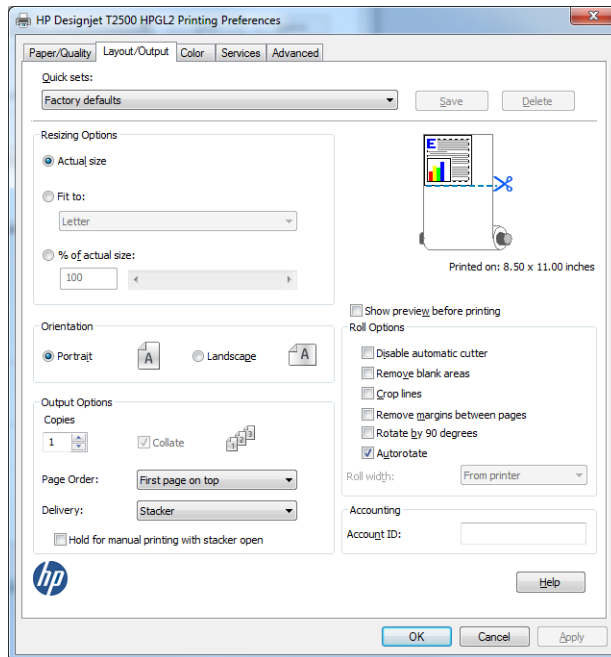 HP Designjet T2500 HPGL2 Printing Preferences
Paper/Quality Layout/Output Color Services Advanced
Quick sets:
Factory defaults
Save Delete
Resizing Options
Actual size
Fit to:
Letter
% of actual size:
100
E
Printed on: 8.50 x 11.00 inches
Show preview before printing
Orientation
Portrait A Landscape A
Roll Options
Disable automatic cutter
Remove blank areas
Crop lines
Remove margins between pages
Rotate by 90 degrees
Autorotate
Roll width: From printer
Output Options
Copies
1 Collate 1 2 3
Page Order: First page on top
Delivery: Stacker
Hold for manual printing with stacker open
Accounting
Account ID:
hp
Help
OK Cancel Apply